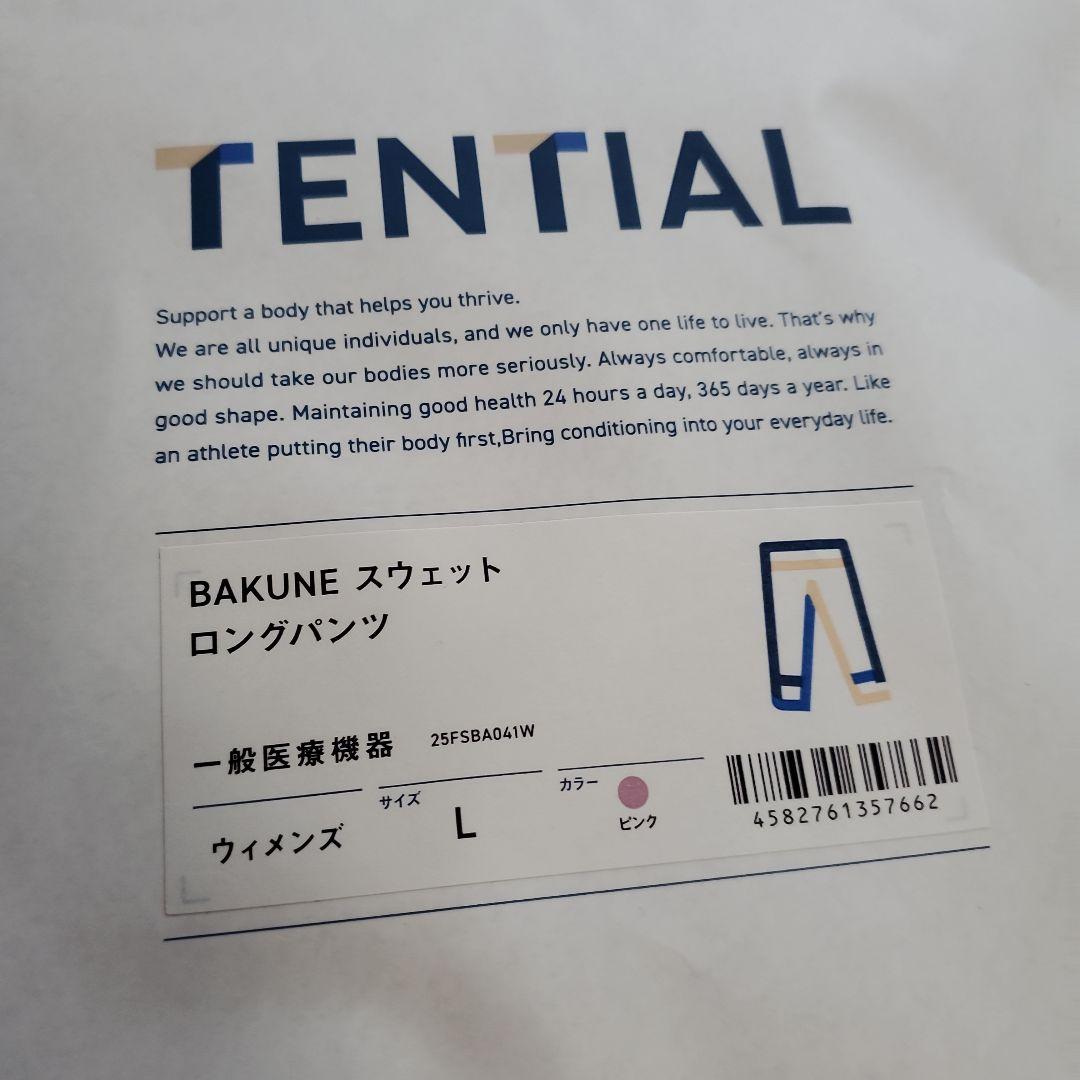 TENTIAL
Support a body that helps you thrive.
We are all unique individuals, and we only have one life to live. That's why
we should take our bodies more seriously. Always comfortable, always in
good shape. Maintaining good health 24 hours a day, 365 days a year. Like
an athlete putting their body first,Bring conditioning into your everyday life.
BAKUNE スウェット
ロングパンツ
一般医療機器 25FSBA041W
ウィメンズ
サイズ
L
カラー
ピンク
4582761357662